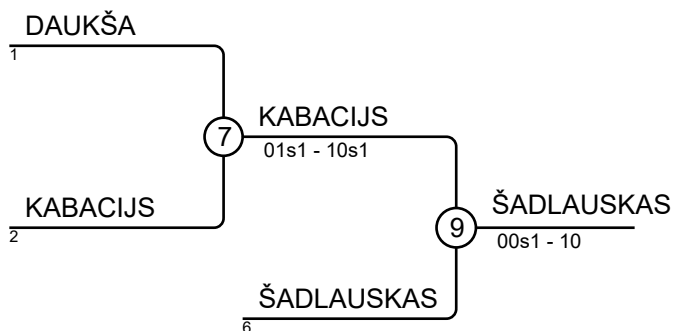 DAUKŠA
1
7
KABACIJS
01s1 - 10s1
KABACIJS
2
9
ŠADLAUSKAS
00s1 - 10
ŠADLAUSKAS
6